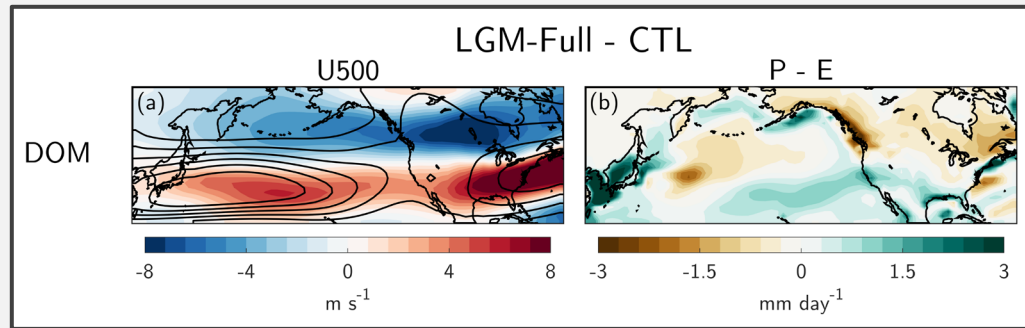 LGM-Full - CTL
U500
P - E
DOM
(a)
(b)
-8
-4
0
4
8
-3
-1.5
0
1.5
3
m s⁻¹
mm day⁻¹